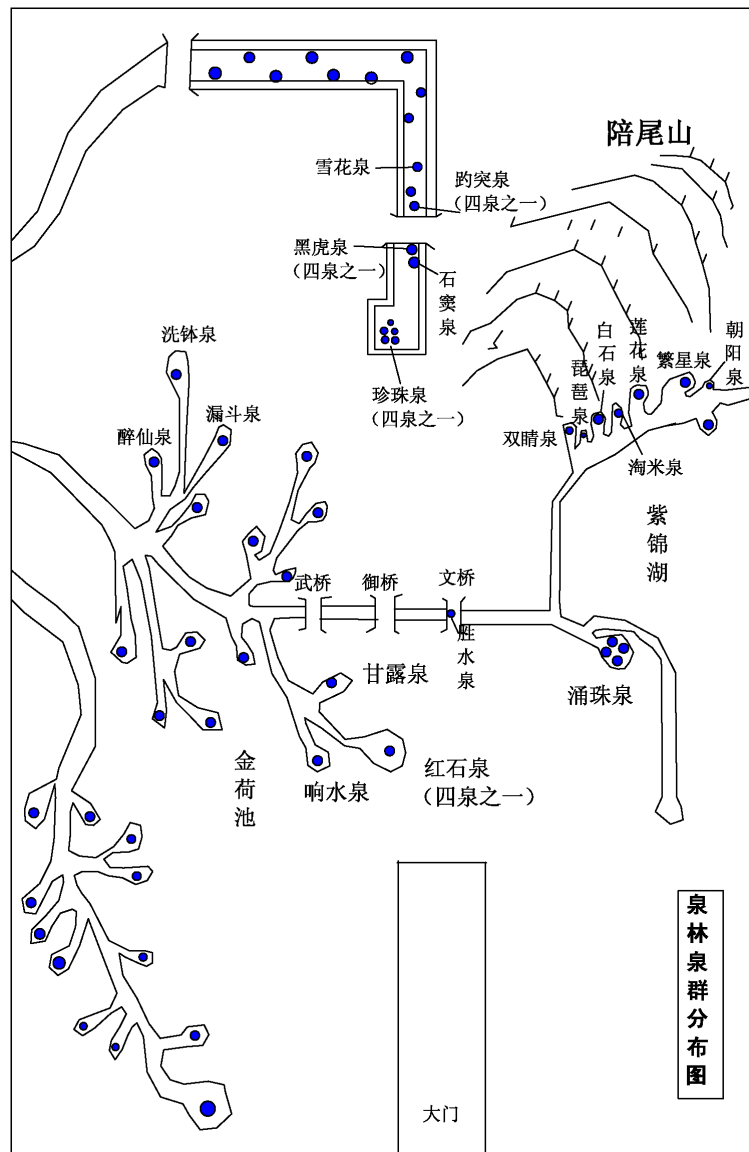 陪尾山
雪花泉
趵突泉
（四泉之一）
黑虎泉
（四泉之一）
石窦泉
珍珠泉
（四泉之一）
洗钵泉
漏斗泉
醉仙泉
双睛泉
琵琶泉
白石泉
莲花泉
繁星泉
朝阳泉
淘米泉
紫锦湖
武桥
御桥
文桥
胜水泉
甘露泉
涌珠泉
金荷池
响水泉
红石泉
（四泉之一）
泉林泉群分布图
大门